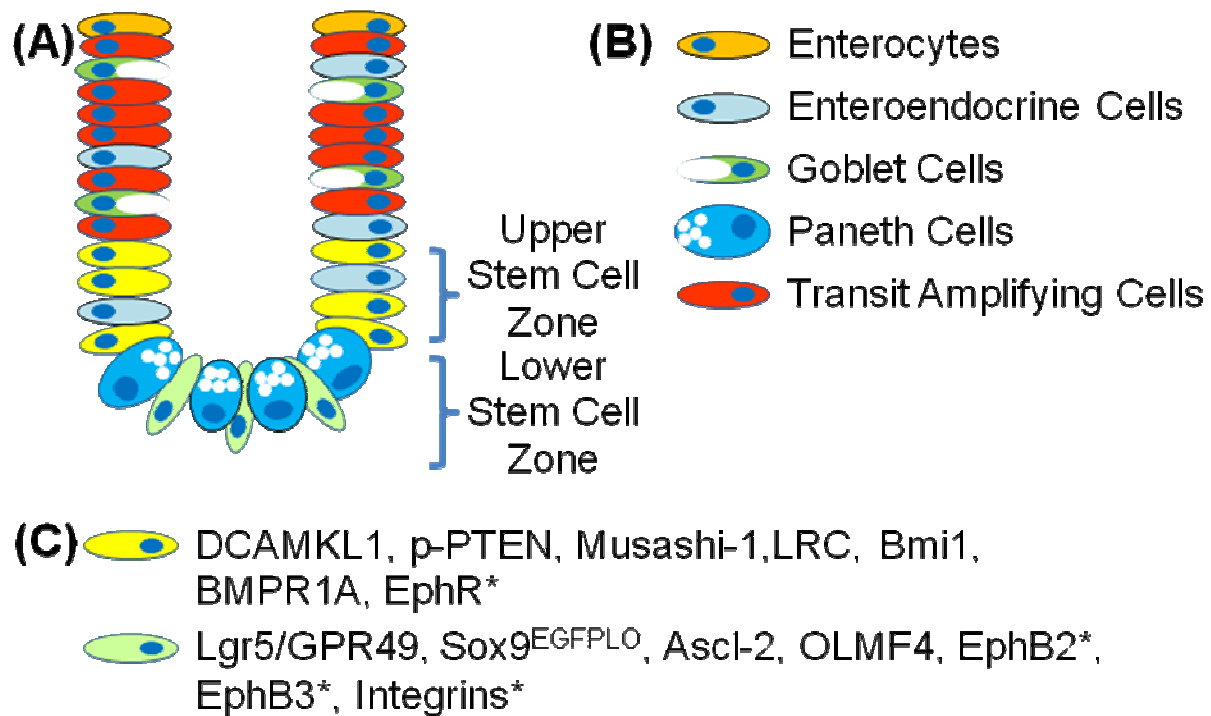 (A)
Upper
Stem Cell
Zone
Lower
Stem Cell
Zone
(B)
Enterocytes
Enteroendocrine Cells
Goblet Cells
Paneth Cells
Transit Amplifying Cells
(C)
DCAMKL1, p-PTEN, Musashi-1,LRC, Bmi1,
BMPR1A, EphR*
Lgr5/GPR49, Sox9EGFPLO, Ascl-2, OLMF4, EphB2*,
EphB3*, Integrins*